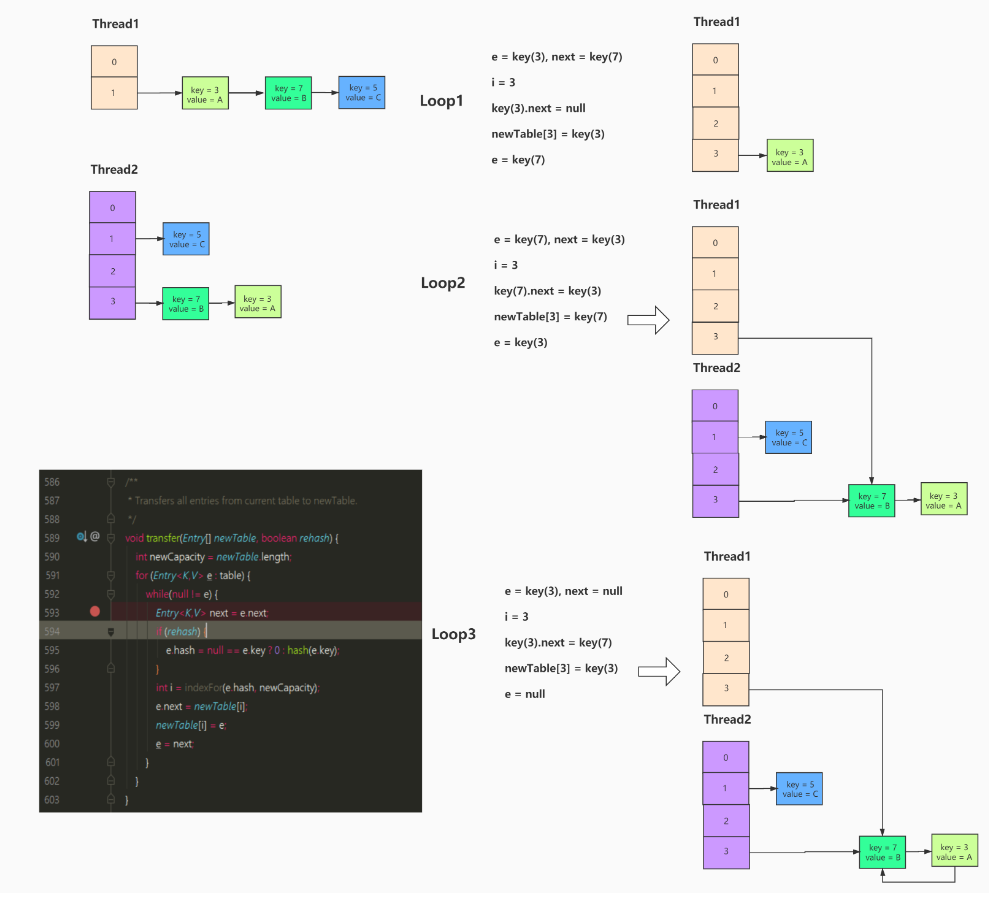 Thread1
0
1
key = 3
value = A
key = 7
value = B
key = 5
value = C
Thread2
0
1
2
3
key = 5
value = C
key = 7
value = B
key = 3
value = A
Loop1
e = key(3), next = key(7)
i = 3
key(3).next = null
newTable[3] = key(3)
e = key(7)
Thread1
0
1
2
3
key = 3
value = A
Loop2
e = key(7), next = key(3)
i = 3
key(7).next = key(3)
newTable[3] = key(7)
e = key(3)
Thread1
0
1
2
3
Thread2
0
1
2
3
key = 5
value = C
key = 7
value = B
key = 3
value = A
586 /**
587 * Transfers all entries from current table to newTable.
588 */
589 @ void transfer(Entry[] newTable, boolean rehash) {
590 int newCapacity = newTable.length;
591 for (Entry<K,V> e : table) {
592 while(null != e) {
593 Entry<K,V> next = e.next;
594 if (rehash) {
595 e.hash = null == e.key ? 0 : hash(e.key);
596 }
597 int i = indexFor(e.hash, newCapacity);
598 e.next = newTable[i];
599 newTable[i] = e;
600 e = next;
601 }
602 }
603 }
Loop3
e = key(3), next = null
i = 3
key(3).next = key(7)
newTable[3] = key(3)
e = null
Thread1
0
1
2
3
Thread2
0
1
2
3
key = 5
value = C
key = 7
value = B
key = 3
value = A